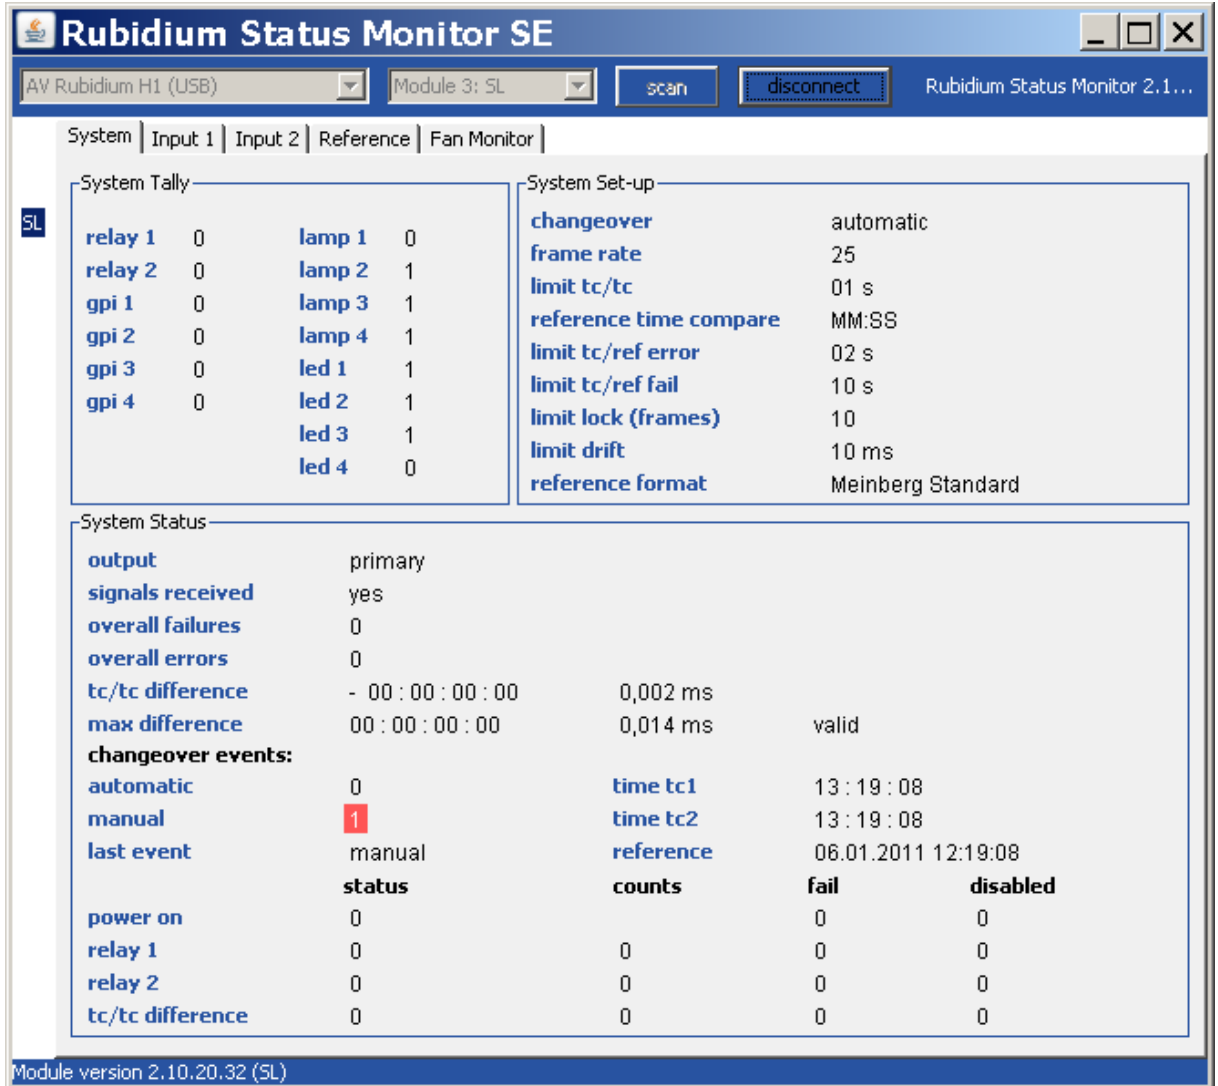 Rubidium Status Monitor SE
AV Rubidium H1 (USB) Module 3: SL scan disconnect Rubidium Status Monitor 2.1...
System Input 1 Input 2 Reference Fan Monitor
SL
System Tally
relay 1 0 lamp 1 0
relay 2 0 lamp 2 1
gpi 1 0 lamp 3 1
gpi 2 0 lamp 4 1
gpi 3 0 led 1 1
gpi 4 0 led 2 1
led 3 1
led 4 0
System Set-up
changeover automatic
frame rate 25
limit tc/tc 01 s
reference time compare MM:SS
limit tc/ref error 02 s
limit tc/ref fail 10 s
limit lock (frames) 10
limit drift 10 ms
reference format Meinberg Standard
System Status
output primary
signals received yes
overall failures 0
overall errors 0
tc/tc difference - 00 : 00 : 00 : 00 0,002 ms
max difference 00 : 00 : 00 : 00 0,014 ms valid
changeover events:
automatic 0 time tc1 13 : 19 : 08
manual 1 time tc2 13 : 19 : 08
last event manual reference 06.01.2011 12:19:08
status counts fail disabled
power on 0 0 0
relay 1 0 0 0 0
relay 2 0 0 0 0
tc/tc difference 0 0 0 0
Module version 2.10.20.32 (SL)